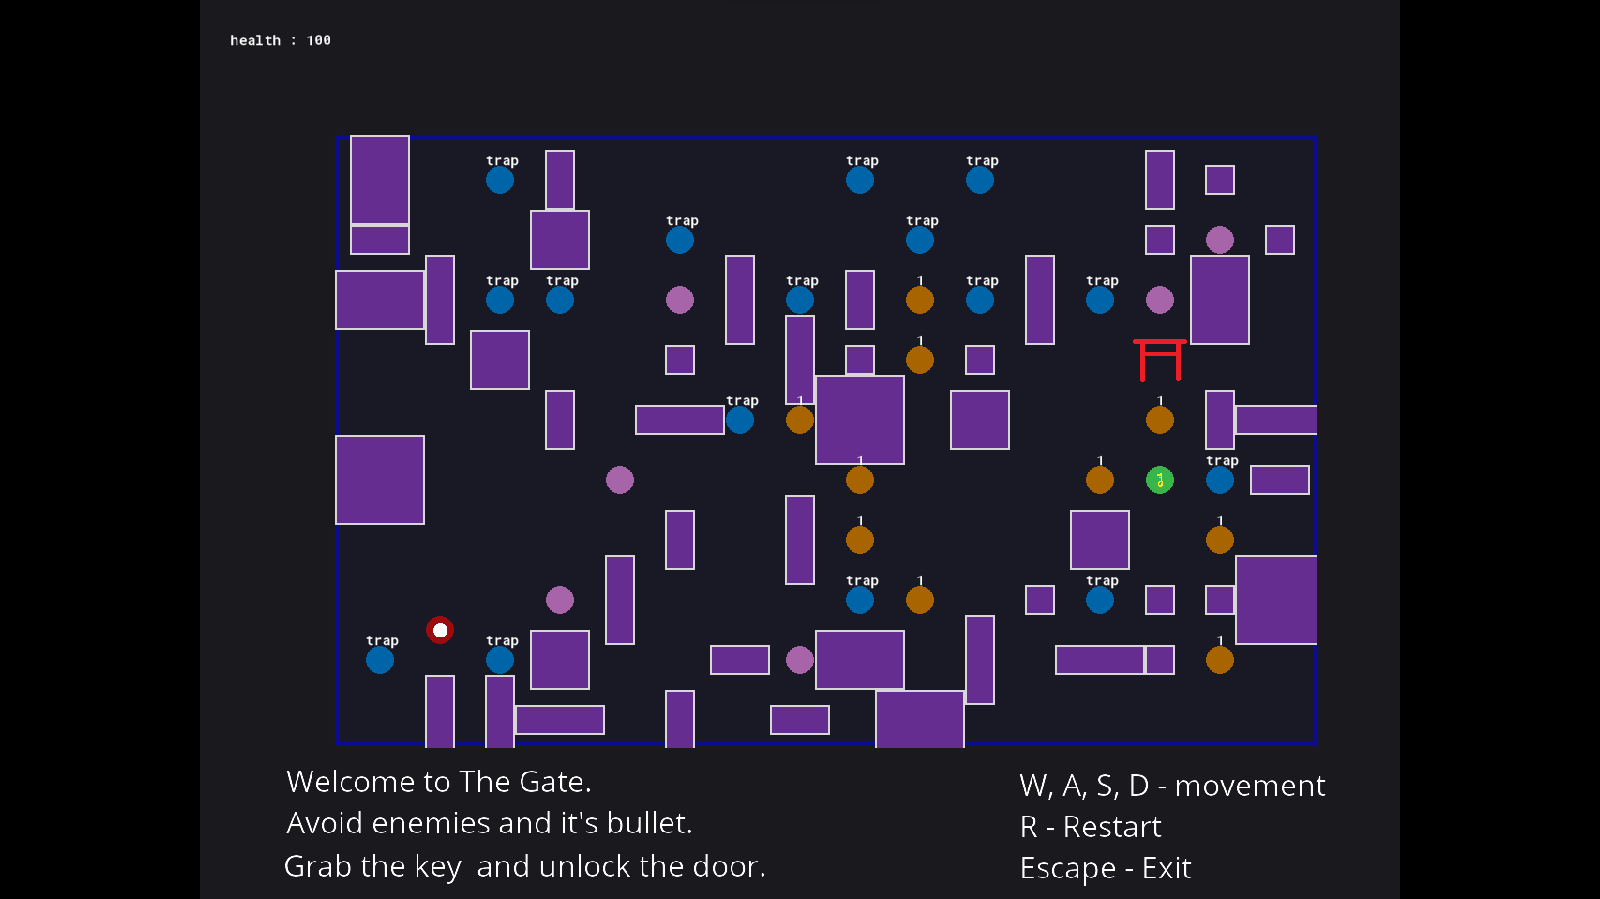 health : 100
trap trap trap
trap trap
trap trap trap 1 trap trap
1
trap 1 1
1 1 trap
1 1
trap 1 trap
trap trap 1
Welcome to The Gate.
Avoid enemies and it's bullet.
Grab the key and unlock the door.
W, A, S, D - movement
R - Restart
Escape - Exit